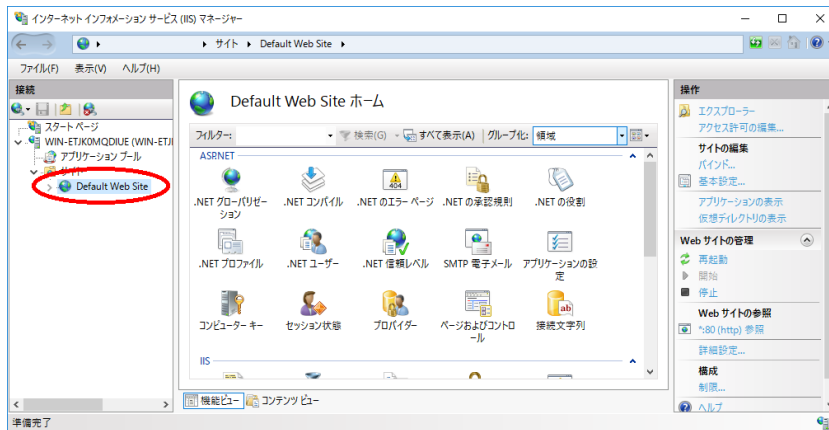 インターネット インフォメーション サービス (IIS) マネージャー
サイト Default Web Site
ファイル(F) 表示(V) ヘルプ(H)
接続
スタート ページ
WIN-ETJK0MQDIUE (WIN-ETJ
アプリケーション プール
サイト
Default Web Site
Default Web Site ホーム
フィルター: 検索(G) すべて表示(A) グループ化: 領域
ASP.NET
.NET グローバリゼーション
.NET コンパイル
.NET のエラー ページ
.NET の承認規則
.NET の役割
.NET プロファイル
.NET ユーザー
.NET 信頼レベル
SMTP 電子メール
アプリケーションの設定
コンピューター キー
セッション状態
プロバイダー
ページおよびコントロール
接続文字列
IIS
機能ビュー コンテンツ ビュー
操作
エクスプローラー
アクセス許可の編集...
サイトの編集
バインド...
基本設定...
アプリケーションの表示
仮想ディレクトリの表示
Web サイトの管理
再起動
開始
停止
Web サイトの参照
*:80 (http) 参照
詳細設定...
構成
制限...
ヘルプ
準備完了